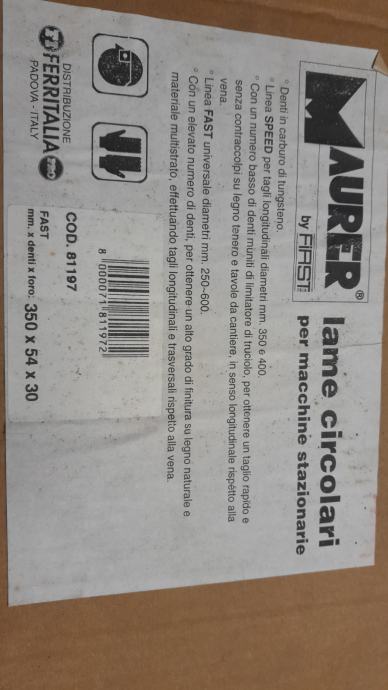 MAURER®
by FIRST
lame circolari
per macchine stazionarie
° Denti in carburo di tungsteno.
° Linea SPEED per tagli longitudinali diametri mm. 350 e 400.
° Con un numero basso di denti muniti di limitatore di truciolo, per ottenere un taglio rapido e
senza contraccolpi su legno tenero e tavole da cantiere, in senso longitudinale rispetto alla
vena.
° Linea FAST universale diametri mm. 250÷600.
° Con un elevato numero di denti, per ottenere un alto grado di finitura su legno naturale e
materiale multistrato, effettuando tagli longitudinali e trasversali rispetto alla vena.
8 000071 811972
COD. 81197
FAST
mm. x denti x foro: 350 x 54 x 30
DISTRIBUZIONE
FERRITALIA
PADOVA - ITALY